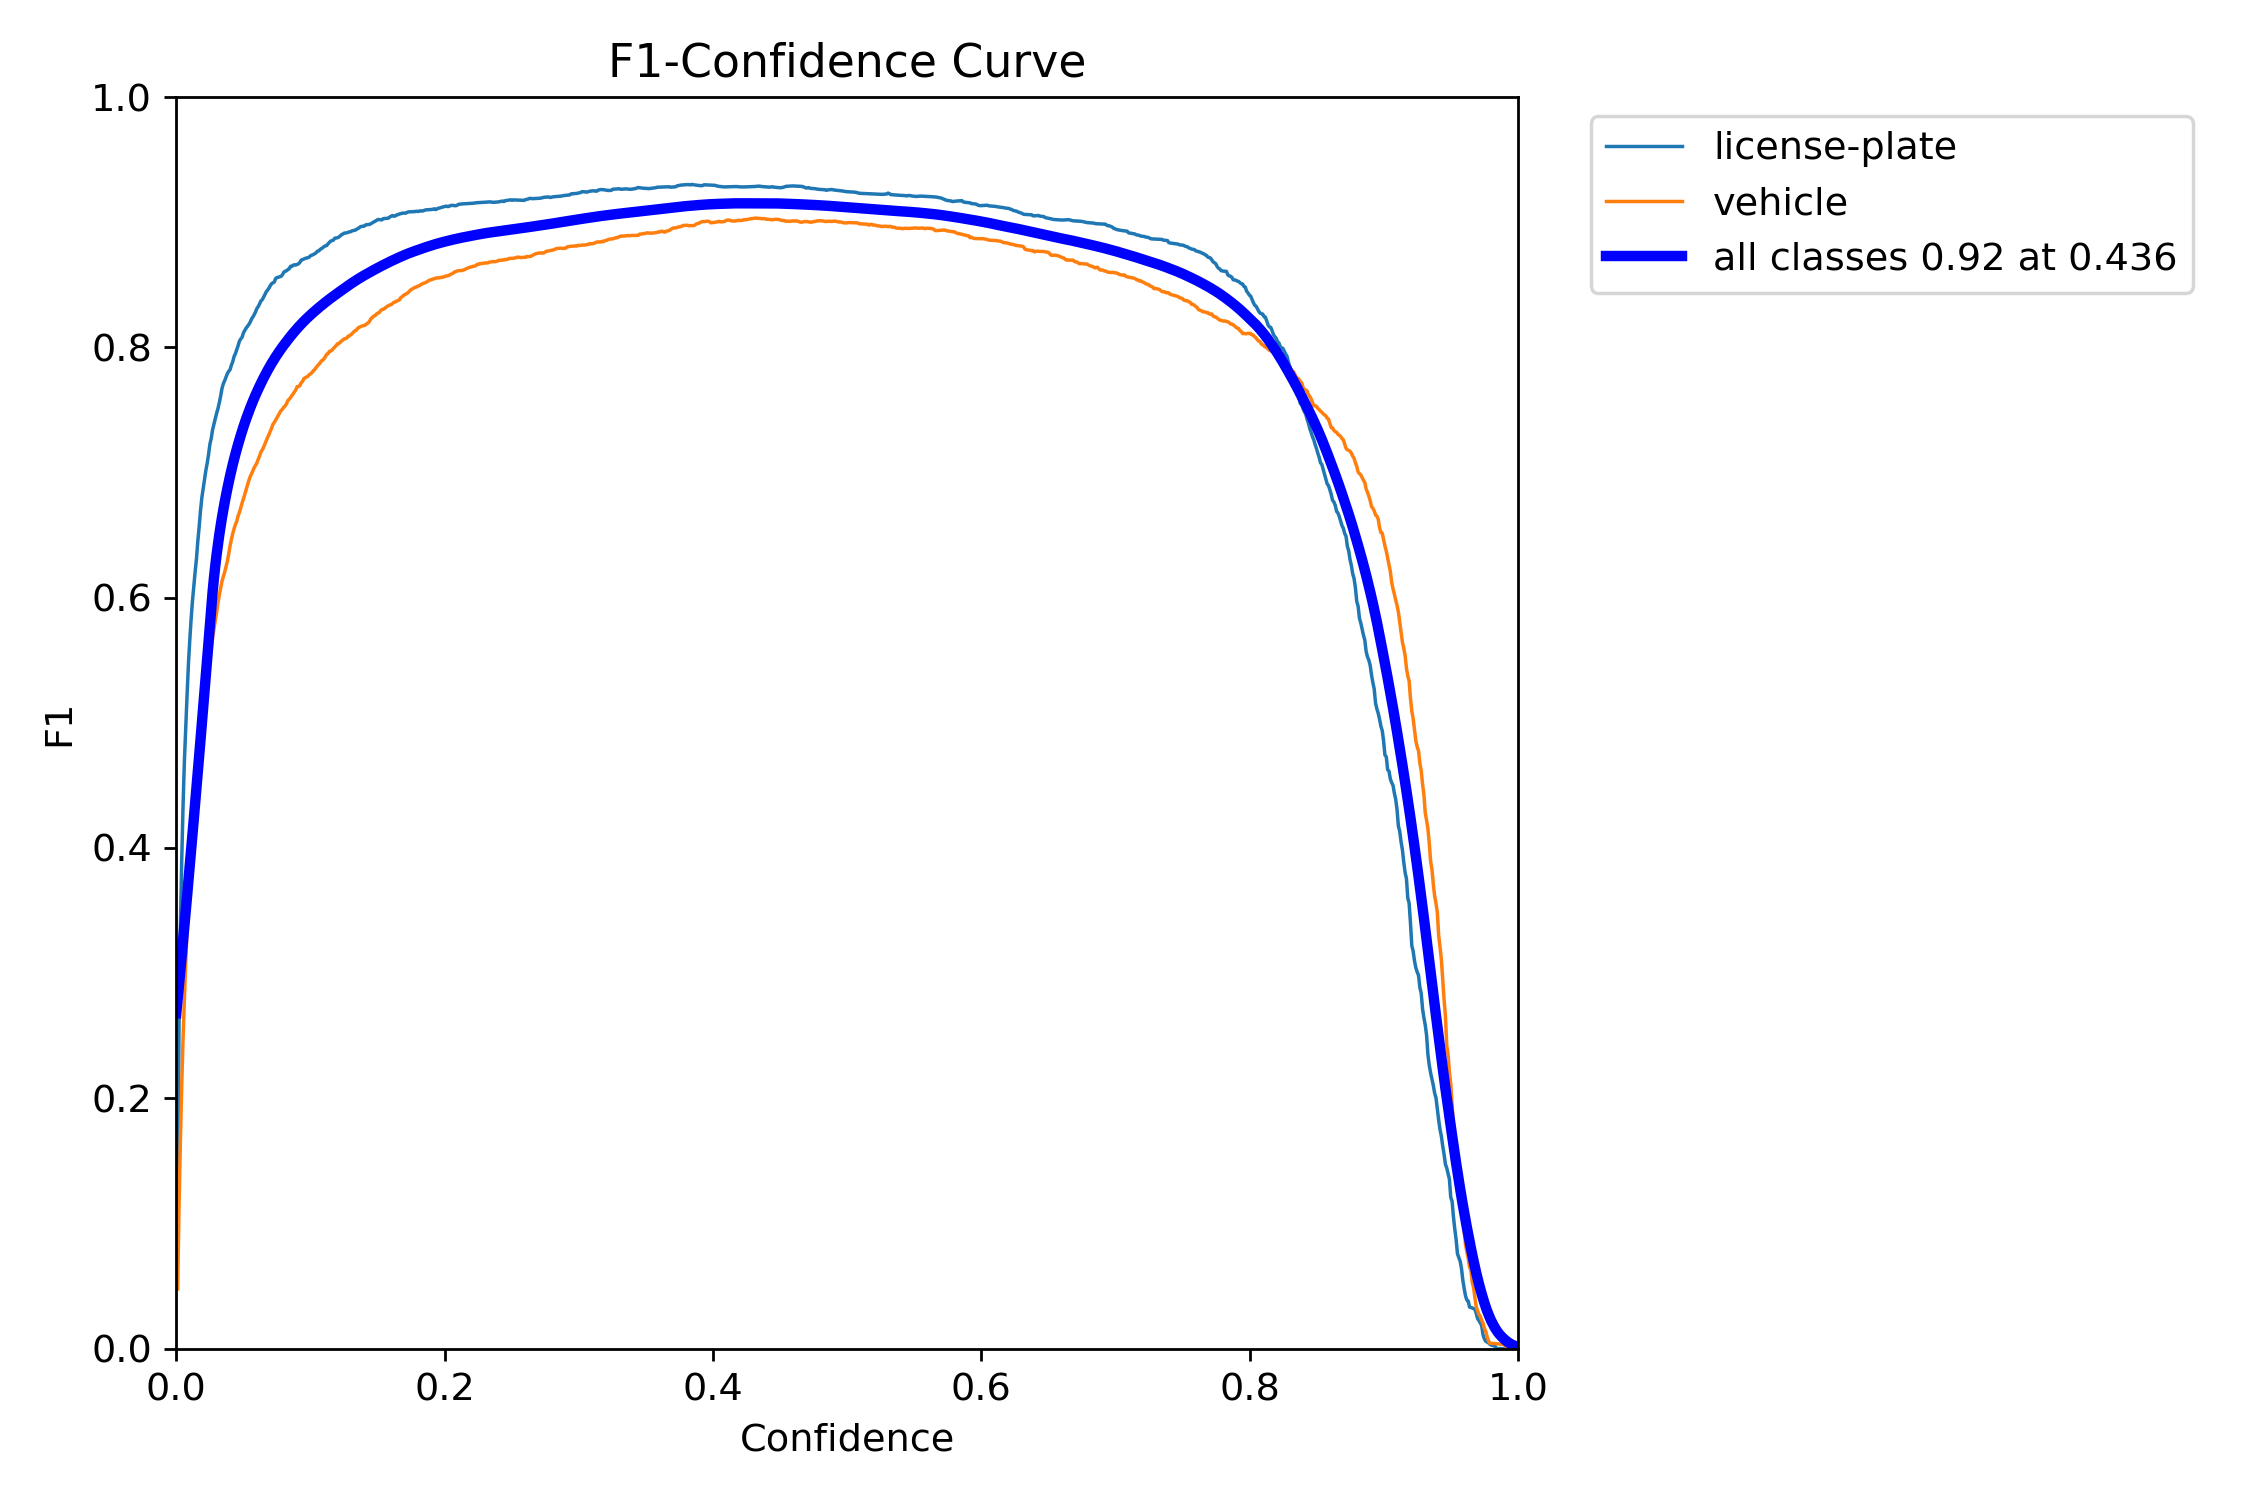 F1-Confidence Curve
1.0
0.8
0.6
0.4
0.2
0.0
F1
0.0 0.2 0.4 0.6 0.8 1.0
Confidence
license-plate
vehicle
all classes 0.92 at 0.436